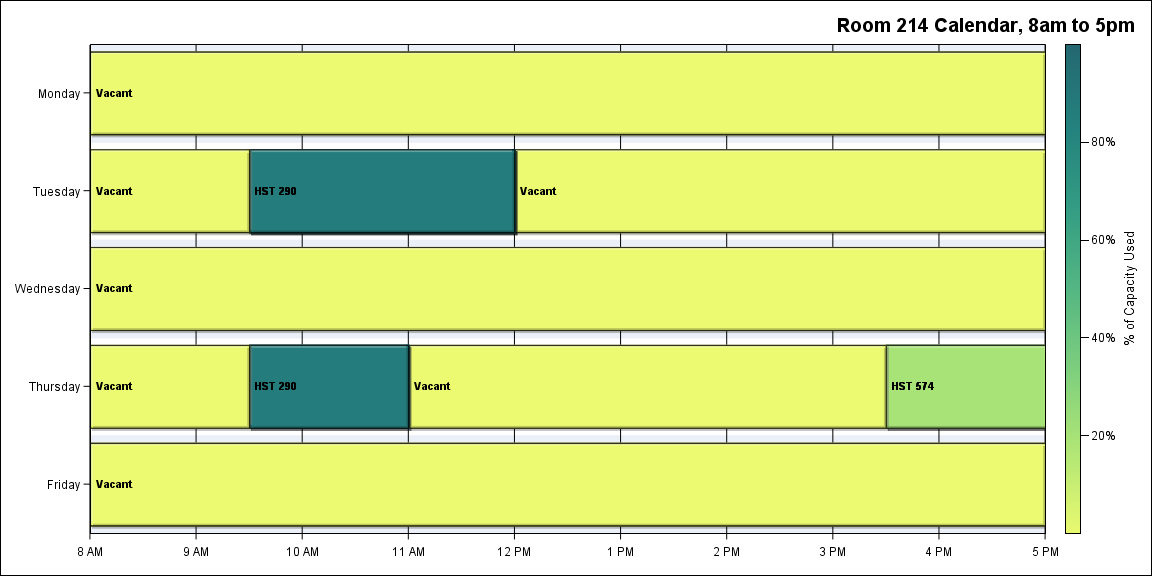 Room 214 Calendar, 8am to 5pm
Monday
Vacant
Tuesday
Vacant
HST 290
Vacant
Wednesday
Vacant
Thursday
Vacant
HST 290
Vacant
HST 574
Friday
Vacant
8 AM
9 AM
10 AM
11 AM
12 PM
1 PM
2 PM
3 PM
4 PM
5 PM
80%
60%
40%
20%
% of Capacity Used